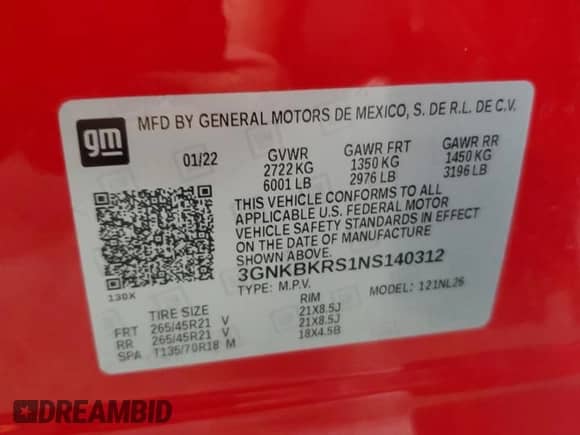 gm
MFD BY GENERAL MOTORS DE MEXICO, S. DE R.L. DE C.V.
01/22 GVWR GAWR FRT GAWR RR
2722 KG 1350 KG 1450 KG
6001 LB 2976 LB 3196 LB
THIS VEHICLE CONFORMS TO ALL
APPLICABLE U.S. FEDERAL MOTOR
VEHICLE SAFETY STANDARDS IN EFFECT
ON THE DATE OF MANUFACTURE
SHOWN ABOVE.
3GNKBKRS1NS140312
130X
TYPE: M.P.V. MODEL: 121NL26
TIRE SIZE RIM
FRT 265/45R21 V 21X8.5J
RR 265/45R21 V 21X8.5J
SPA T135/70R18 M 18X4.5B
DREAMBID